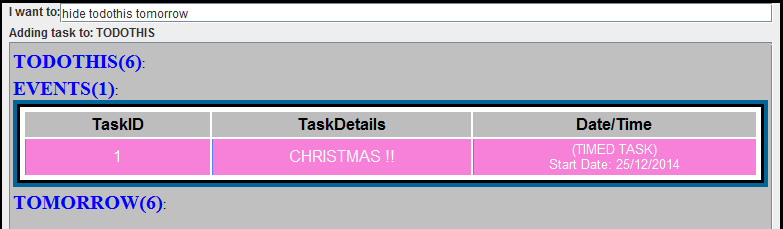 I want to: hide todothis tomorrow
Adding task to: TODOTHIS
TODOTHIS(6):
EVENTS(1):
TaskID TaskDetails Date/Time
1 CHRISTMAS !! (TIMED TASK)
Start Date: 25/12/2014
TOMORROW(6):